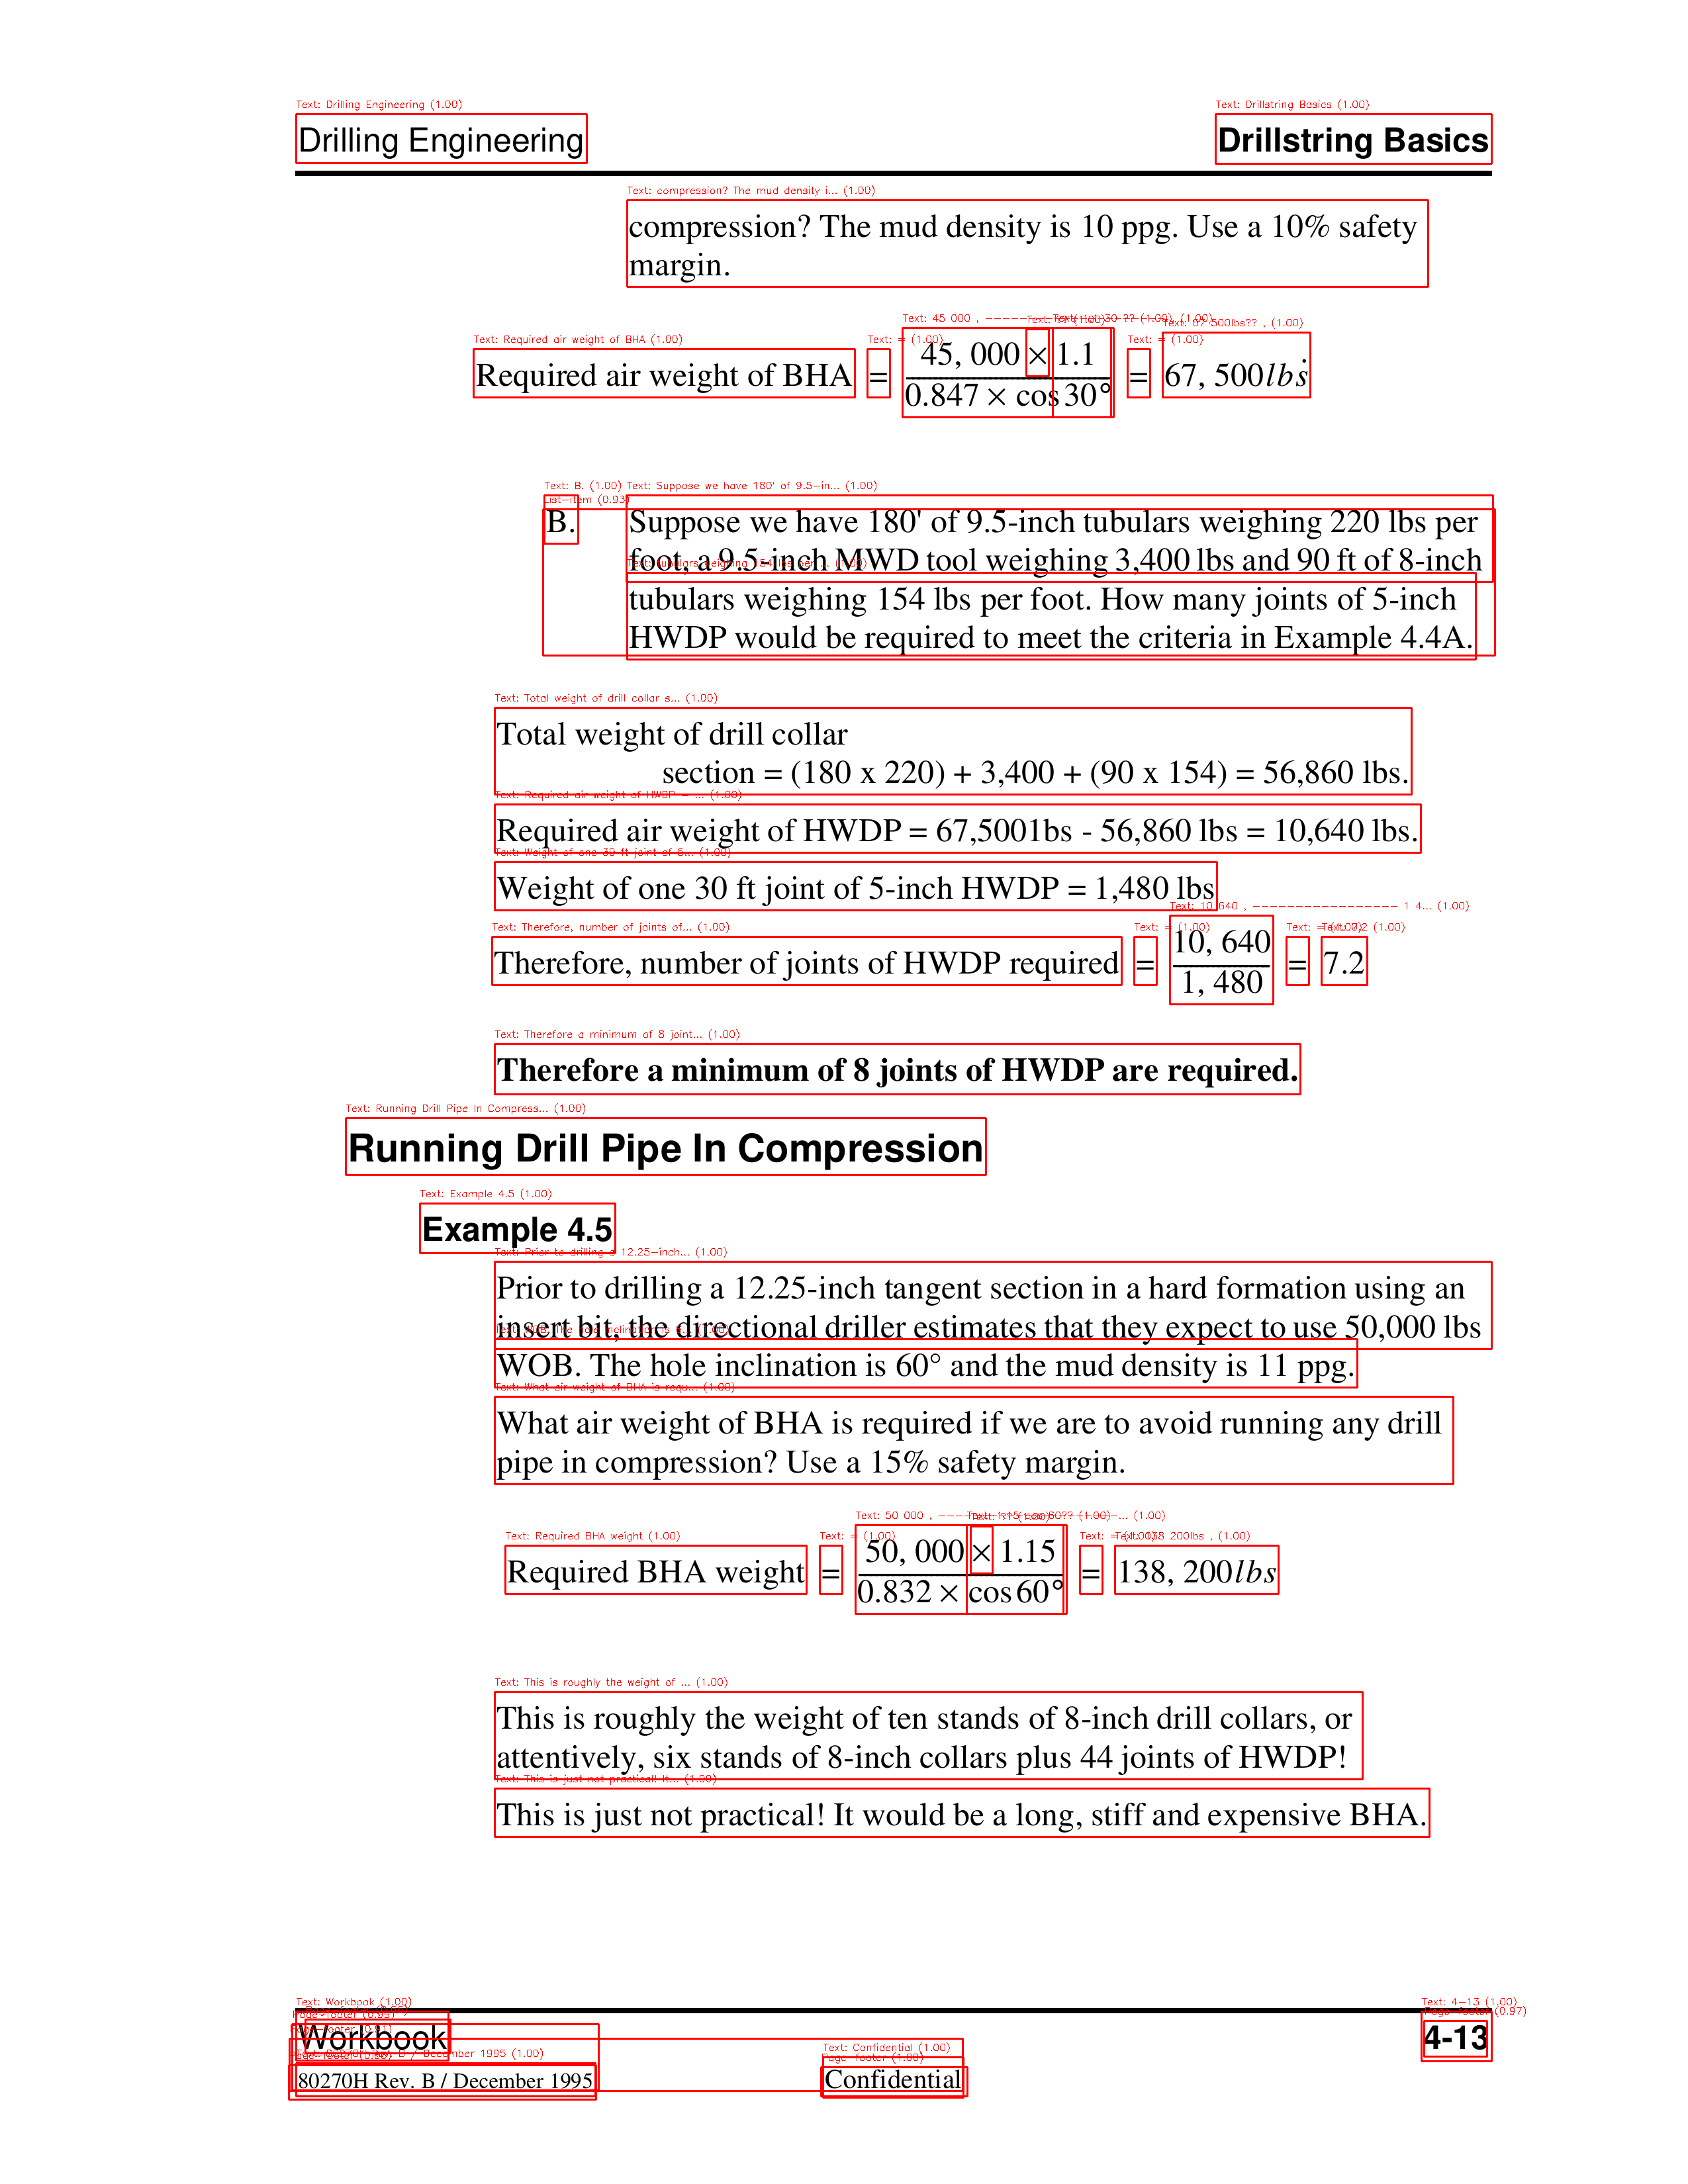 Drilling Engineering Drillstring Basics
compression? The mud density is 10 ppg. Use a 10% safety
margin.
Required air weight of BHA = 45, 000 × 1.1 / 0.847 × cos 30° = 67, 500lbs.
B. Suppose we have 180' of 9.5-inch tubulars weighing 220 lbs per
foot, a 9.5-inch MWD tool weighing 3,400 lbs and 90 ft of 8-inch
tubulars weighing 154 lbs per foot. How many joints of 5-inch
HWDP would be required to meet the criteria in Example 4.4A.
Total weight of drill collar
section = (180 x 220) + 3,400 + (90 x 154) = 56,860 lbs.
Required air weight of HWDP = 67,5001bs - 56,860 lbs = 10,640 lbs.
Weight of one 30 ft joint of 5-inch HWDP = 1,480 lbs
Therefore, number of joints of HWDP required = 10, 640 / 1, 480 = 7.2
Therefore a minimum of 8 joints of HWDP are required.
Running Drill Pipe In Compression
Example 4.5
Prior to drilling a 12.25-inch tangent section in a hard formation using an
insert bit, the directional driller estimates that they expect to use 50,000 lbs
WOB. The hole inclination is 60° and the mud density is 11 ppg.
What air weight of BHA is required if we are to avoid running any drill
pipe in compression? Use a 15% safety margin.
Required BHA weight = 50, 000 × 1.15 / 0.832 × cos 60° = 138, 200lbs
This is roughly the weight of ten stands of 8-inch drill collars, or
attentively, six stands of 8-inch collars plus 44 joints of HWDP!
This is just not practical! It would be a long, stiff and expensive BHA.
Workbook 4-13
80270H Rev. B / December 1995 Confidential